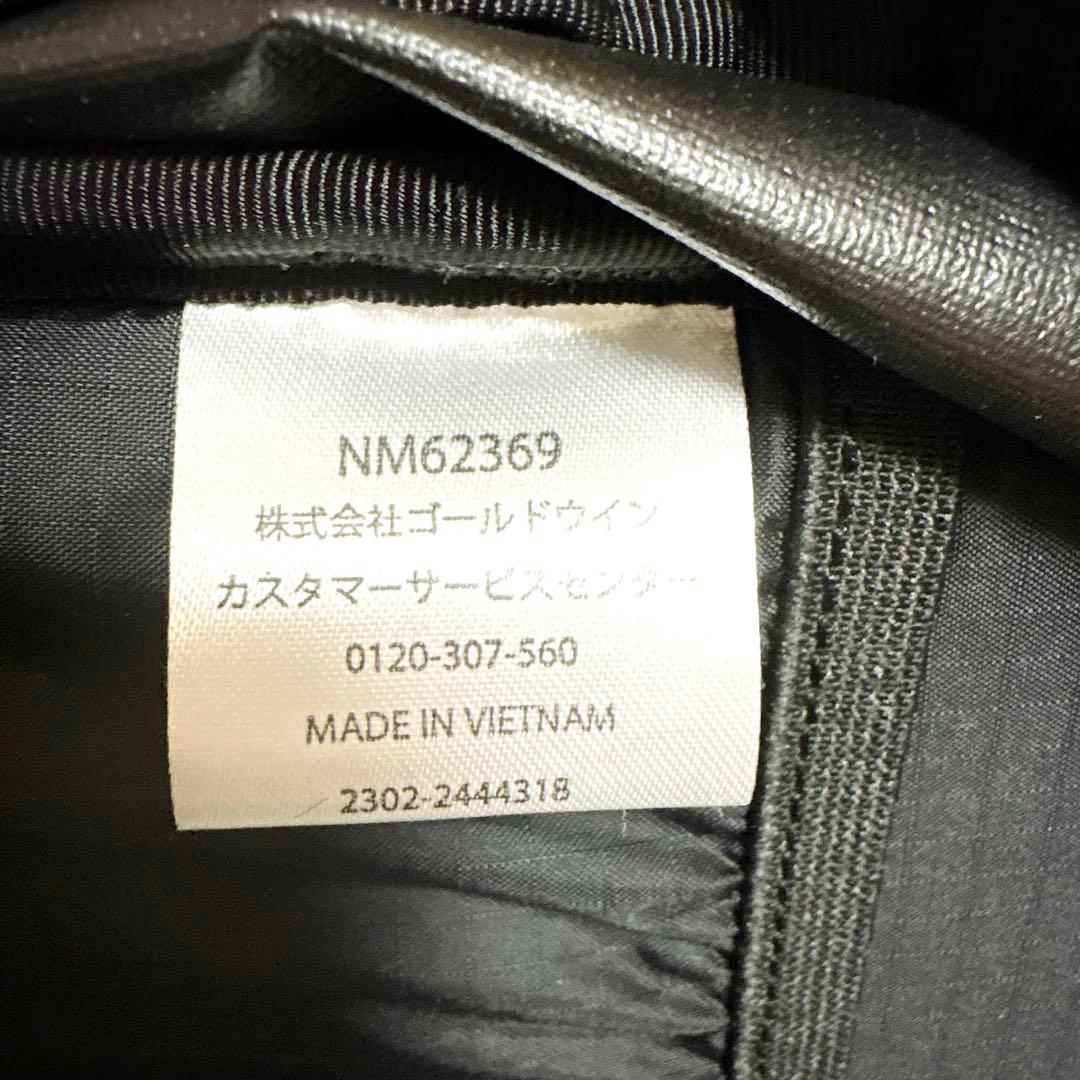 NM62369
株式会社ゴールドウイン
カスタマーサービスセンター
0120-307-560
MADE IN VIETNAM
2302-2444318